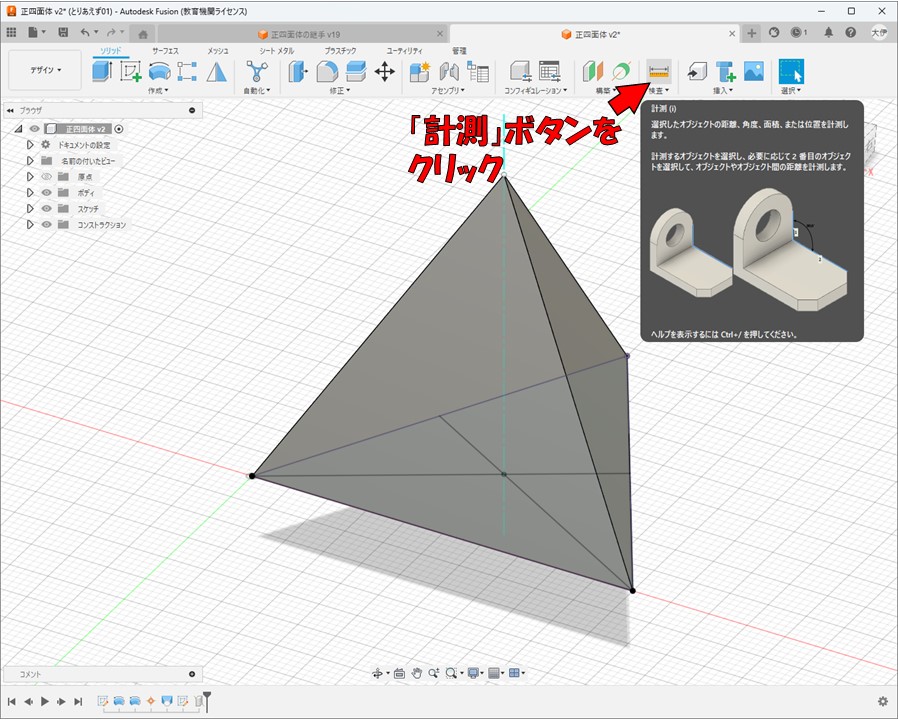 正四面体 v2* (とりあえず01) - Autodesk Fusion (教育機関ライセンス)
正四面体の継手 v19
正四面体 v2*
1
大伊
デザイン
ソリッド
サーフェス
メッシュ
シート メタル
プラスチック
ユーティリティ
管理
作成
自動化
修正
アセンブリ
コンフィギュレーション
構築
検査
挿入
選択
ブラウザ
正四面体 v2
ドキュメントの設定
名前の付いたビュー
原点
ボディ
スケッチ
コンストラクション
「計測」ボタンを
クリック
計測 (I)
選択したオブジェクトの距離、角度、面積、または位置を計測し
ます。
計測するオブジェクトを選択し、必要に応じて 2 番目のオブジェク
トを選択して、オブジェクトやオブジェクト間の距離を計測します。
ヘルプを表示するには Ctrl+/ を押してください。
X
コメント